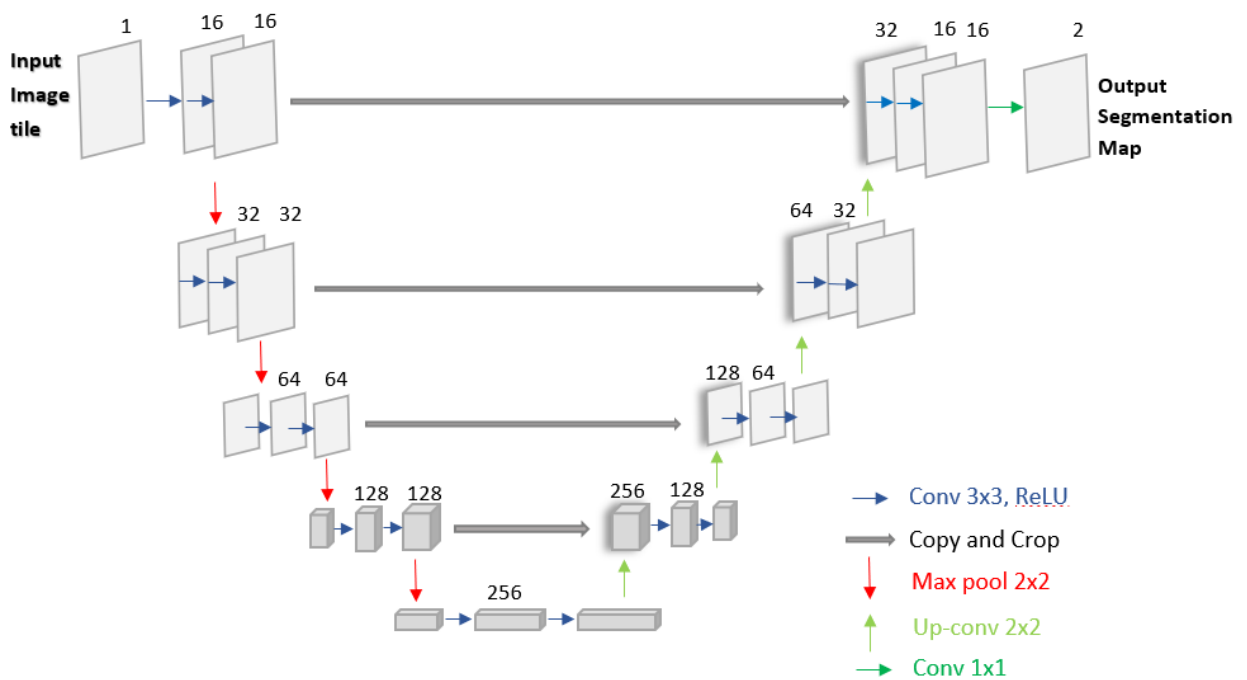 1 16 16
Input
Image
tile
32 16 16 2
Output
Segmentation
Map
32 32
64 32
64 64
128 64
128 128
256 128
256
Conv 3x3, ReLU
Copy and Crop
Max pool 2x2
Up-conv 2x2
Conv 1x1